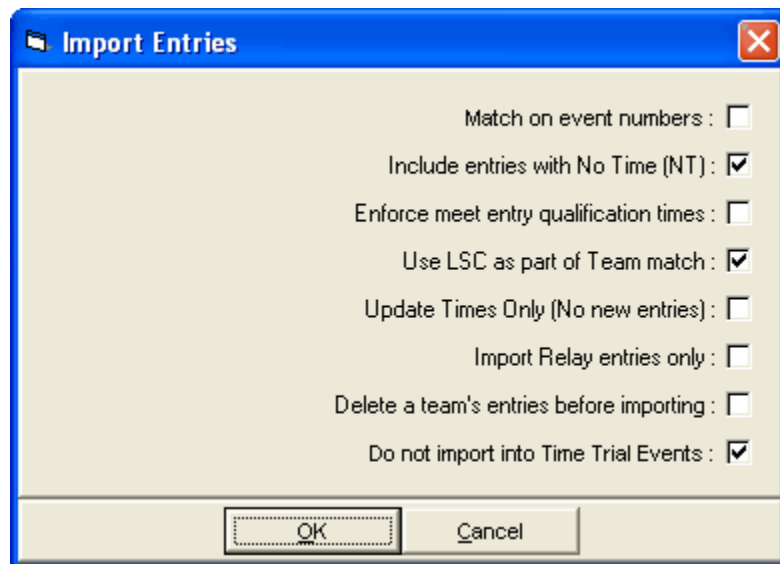 Import Entries
Match on event numbers :
Include entries with No Time (NT) :
Enforce meet entry qualification times :
Use LSC as part of Team match :
Update Times Only (No new entries) :
Import Relay entries only :
Delete a team's entries before importing :
Do not import into Time Trial Events :
OK Cancel